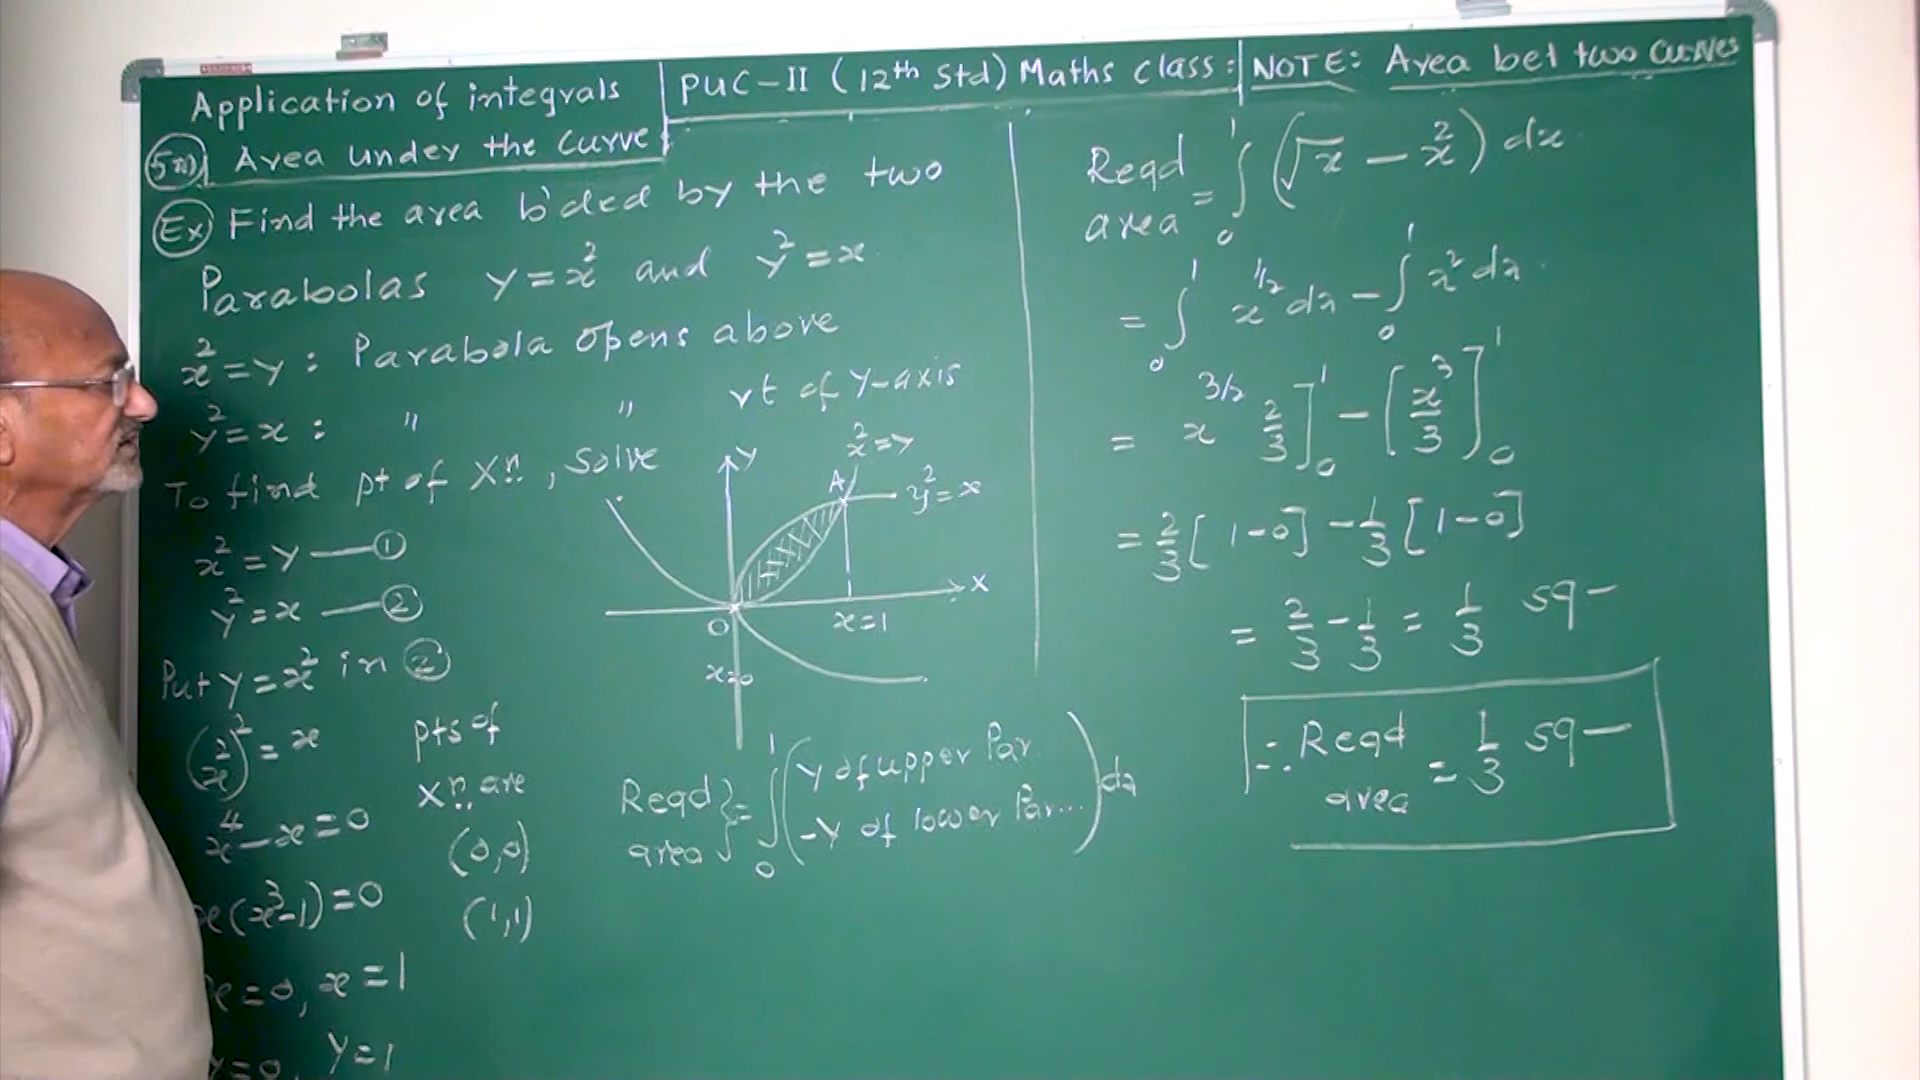 Application of integrals
5m) Area under the curve:
PUC-II (12th Std) Maths class:
NOTE: Area bet two curves
Ex) Find the area b'ded by the two
Parabolas y = x² and y² = x
x² = y : Parabola opens above
y² = x : " " rt of y-axis
To find pt of Xn, solve
x² = y — ①
y² = x — ②
Put y = x² in ②
(x²)² = x
x⁴ - x = 0
x(x³-1) = 0
x=0, x=1
y=0, y=1
pts of
Xn are
(0,0)
(1,1)
Y
x² = y
A
y² = x
X
O
x=1
x=0
Reqd area } = ∫₀¹ (y of upper Par. - y of lower Par...) dx
Reqd area = ∫₀¹ (√x - x²) dx
= ∫₀¹ x^1/2 dx - ∫₀¹ x² dx
= x^3/2 2/3]₀¹ - [x³/3]₀¹
= 2/3 [1-0] - 1/3 [1-0]
= 2/3 - 1/3 = 1/3 sq —
∴ Reqd area = 1/3 sq —